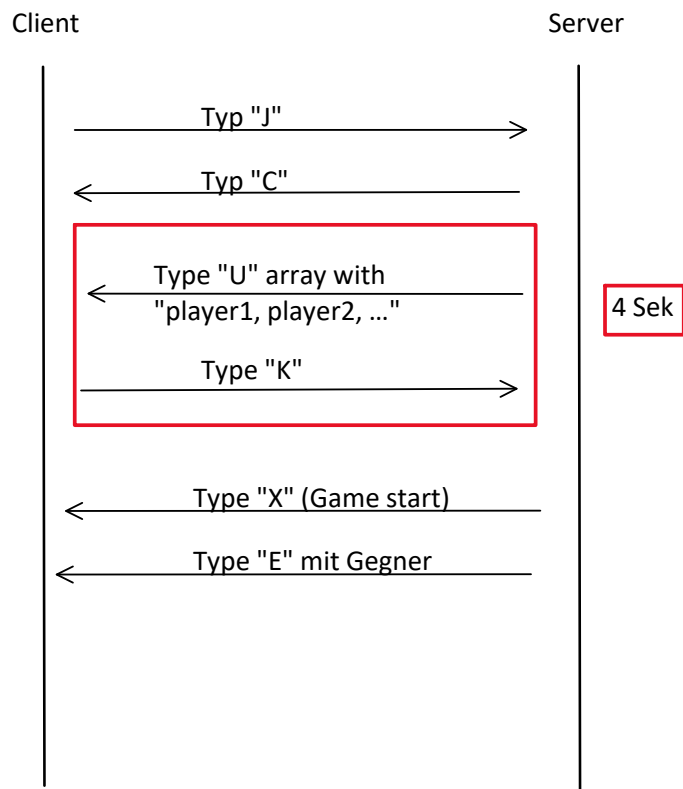 Client
Server
Typ "J"
Typ "C"
Type "U" array with
"player1, player2, ..."
4 Sek
Type "K"
Type "X" (Game start)
Type "E" mit Gegner